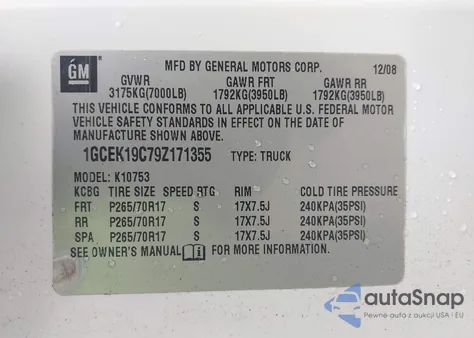 GM
MFD BY GENERAL MOTORS CORP. 12/08
GVWR GAWR FRT GAWR RR
3175KG(7000LB) 1792KG(3950LB) 1792KG(3950LB)
THIS VEHICLE CONFORMS TO ALL APPLICABLE U.S. FEDERAL MOTOR
VEHICLE SAFETY STANDARDS IN EFFECT ON THE DATE OF
MANUFACTURE SHOWN ABOVE.
1GCEK19C79Z171355 TYPE: TRUCK
MODEL: K10753
KCBG TIRE SIZE SPEED RTG RIM COLD TIRE PRESSURE
FRT P265/70R17 S 17X7.5J 240KPA(35PSI)
RR P265/70R17 S 17X7.5J 240KPA(35PSI)
SPA P265/70R17 S 17X7.5J 240KPA(35PSI)
SEE OWNER'S MANUAL FOR MORE INFORMATION.
autoSnap
Pewne auta z aukcji USA i EU